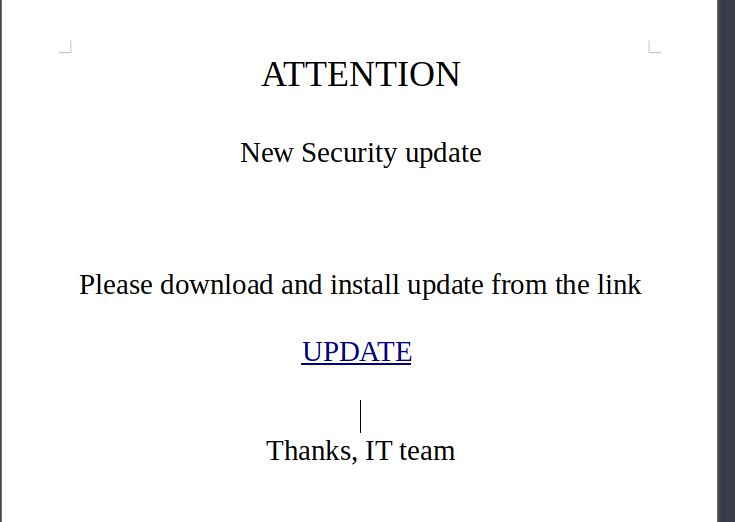 ATTENTION
New Security update
Please download and install update from the link
UPDATE
Thanks, IT team